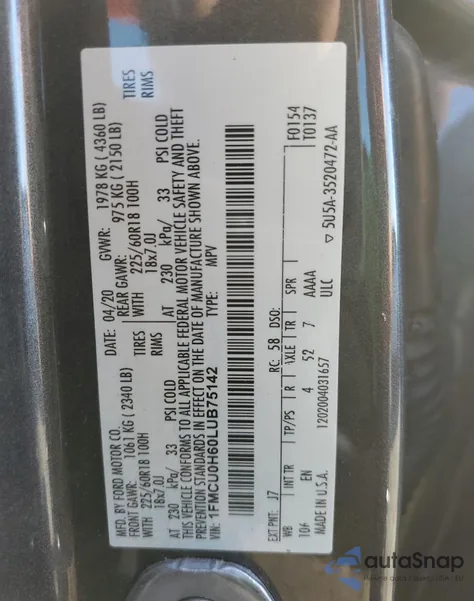 MFD. BY FORD MOTOR CO.
DATE: 04/20 GVWR: 1978 KG ( 4360 LB)
FRONT GAWR: 1061 KG ( 2340 LB) REAR GAWR: 975 KG ( 2150 LB)
225/60R18 100H TIRES WITH 225/60R18 100H TIRES
18x7.0J RIMS 18x7.0J RIMS
AT 230 kPa/ 33 PSI COLD AT 230 kPa/ 33 PSI COLD
THIS VEHICLE CONFORMS TO ALL APPLICABLE FEDERAL MOTOR VEHICLE SAFETY AND THEFT
PREVENTION STANDARDS IN EFFECT ON THE DATE OF MANUFACTURE SHOWN ABOVE.
VIN: 1FMCU0H60LUB75142 TYPE: MPV
F0154
T0137
EXT PNT: J7 RC: 58 DSO:
WB INT TR TP/PS R AXLE TR SPR
106 EN 4 52 7 AAAA
MADE IN U.S.A. 1202004031657 ULC
5U5A-3520472-AA
autoSnap